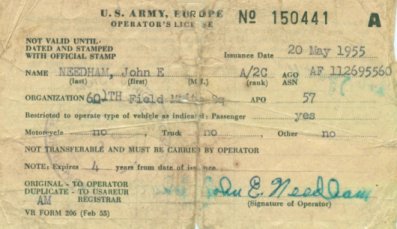 U.S. ARMY, EUROPE
OPERATOR'S LICENSE
No 150441 A
NOT VALID UNTIL-
DATED AND STAMPED
WITH OFFICIAL STAMP
Issuance Date 20 May 1955
NAME NEEDHAM, John E A/2C AGO AF 112695560
(last) (first) (M.I.) (rank) ASN
ORGANIZATION Field APO 57
Restricted to operate type of vehicle as indicated: Passenger yes
Motorcycle no, Truck no Other no
NOT TRANSFERABLE AND MUST BE CARRIED BY OPERATOR
NOTE: Expires 4 years from date of issuance
ORIGINAL - TO OPERATOR
DUPLICATE - TO USAREUR
REGISTRAR
AM
John E. Needham
(Signature of Operator)
VR FORM 206 (Feb 55)